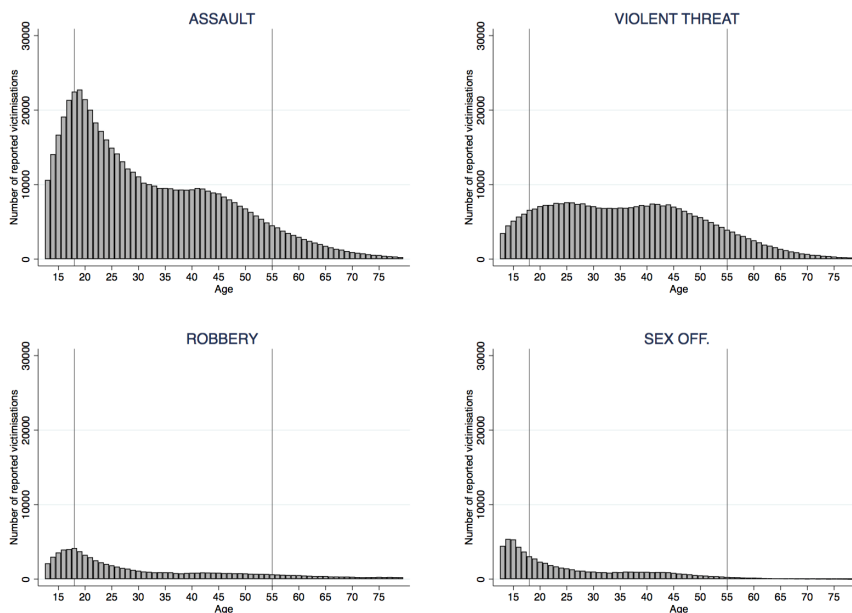 ASSAULT
Number of reported victimisations
30000
20000
10000
0
15 20 25 30 35 40 45 50 55 60 65 70 75
Age
VIOLENT THREAT
Number of reported victimisations
30000
20000
10000
0
15 20 25 30 35 40 45 50 55 60 65 70 75
Age
ROBBERY
Number of reported victimisations
30000
20000
10000
0
15 20 25 30 35 40 45 50 55 60 65 70 75
Age
SEX OFF.
Number of reported victimisations
30000
20000
10000
0
15 20 25 30 35 40 45 50 55 60 65 70 75
Age